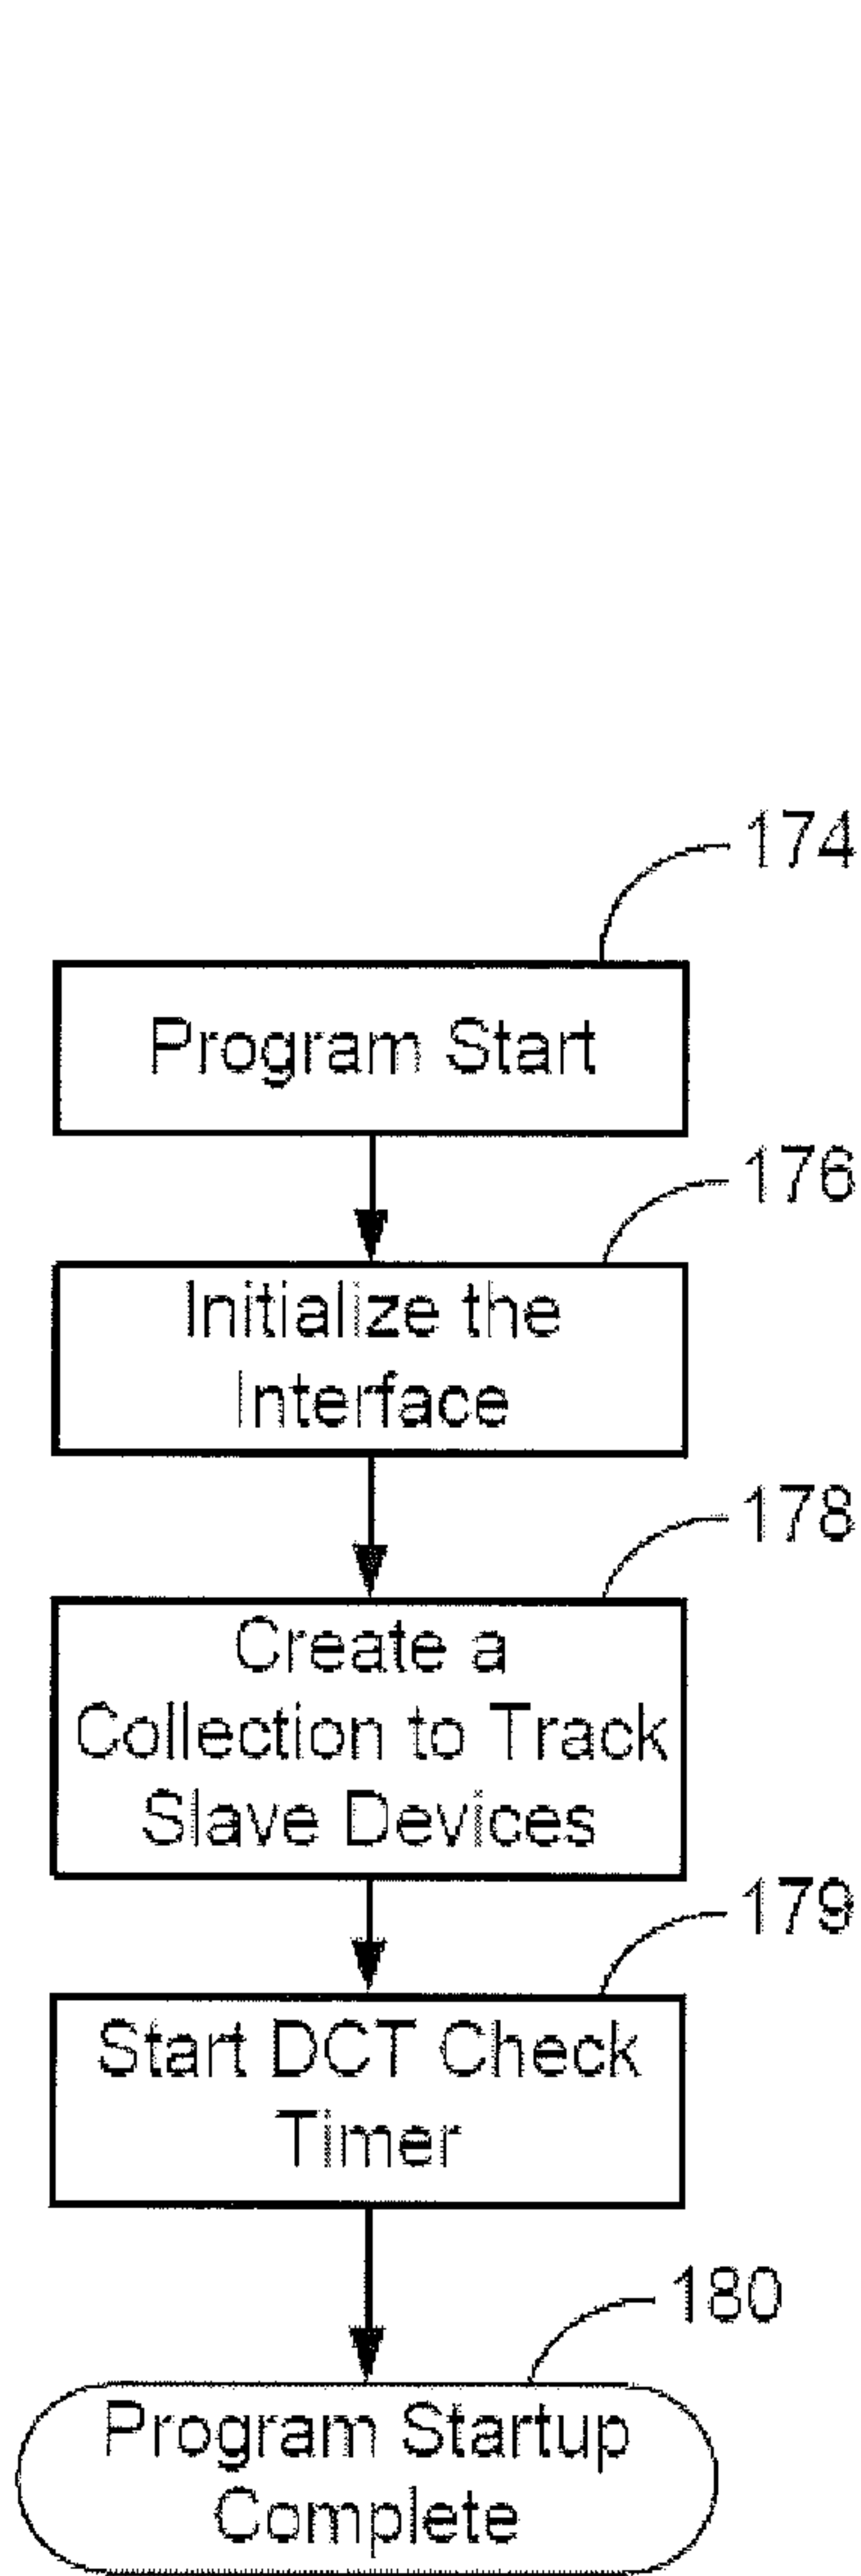 174
Program Start
176
Initialize the
Interface
178
Create a
Collection to Track
Slave Devices
179
Start DCT Check
Timer
180
Program Startup
Complete